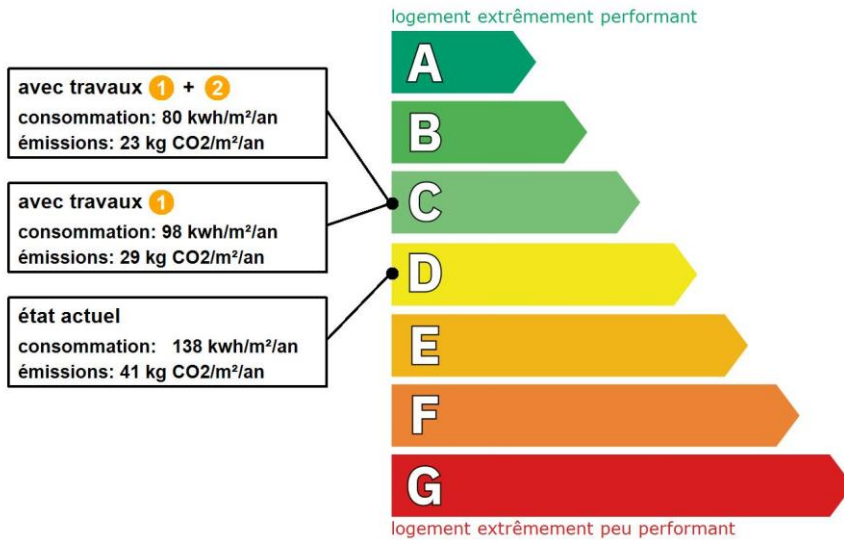 logement extrêmement performant
avec travaux 1 + 2
consommation: 80 kwh/m²/an
émissions: 23 kg CO2/m²/an
avec travaux 1
consommation: 98 kwh/m²/an
émissions: 29 kg CO2/m²/an
état actuel
consommation: 138 kwh/m²/an
émissions: 41 kg CO2/m²/an
A
B
C
D
E
F
G
logement extrêmement peu performant